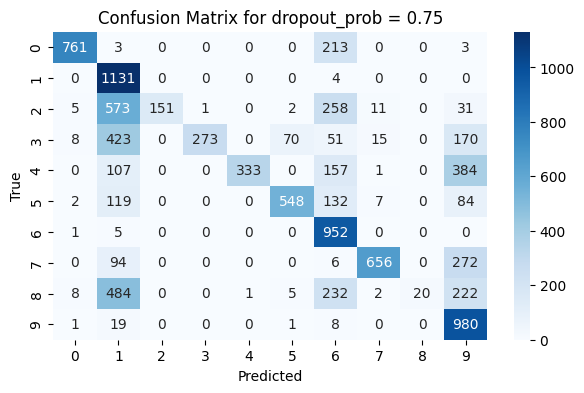 Confusion Matrix for dropout_prob = 0.75
0 761 3 0 0 0 0 213 0 0 3
1 0 1131 0 0 0 0 4 0 0 0
2 5 573 151 1 0 2 258 11 0 31
3 8 423 0 273 0 70 51 15 0 170
4 0 107 0 0 333 0 157 1 0 384
5 2 119 0 0 0 548 132 7 0 84
6 1 5 0 0 0 0 952 0 0 0
7 0 94 0 0 0 0 6 656 0 272
8 8 484 0 0 1 5 232 2 20 222
9 1 19 0 0 0 1 8 0 0 980
0 1 2 3 4 5 6 7 8 9
Predicted
True
1000
800
600
400
200
0